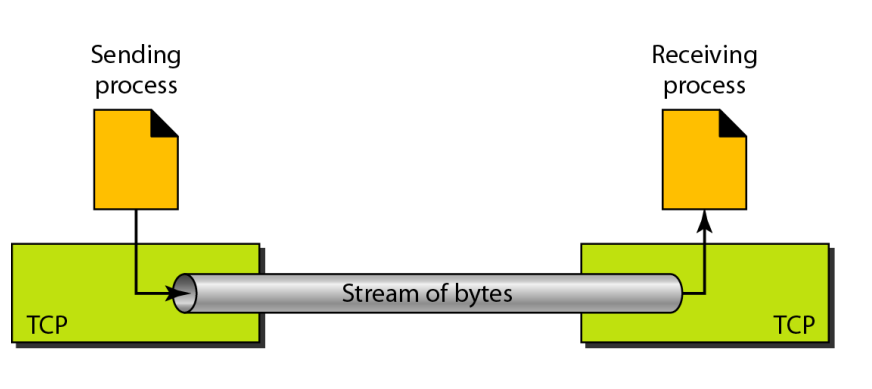 Sending
process
Receiving
process
Stream of bytes
TCP
TCP